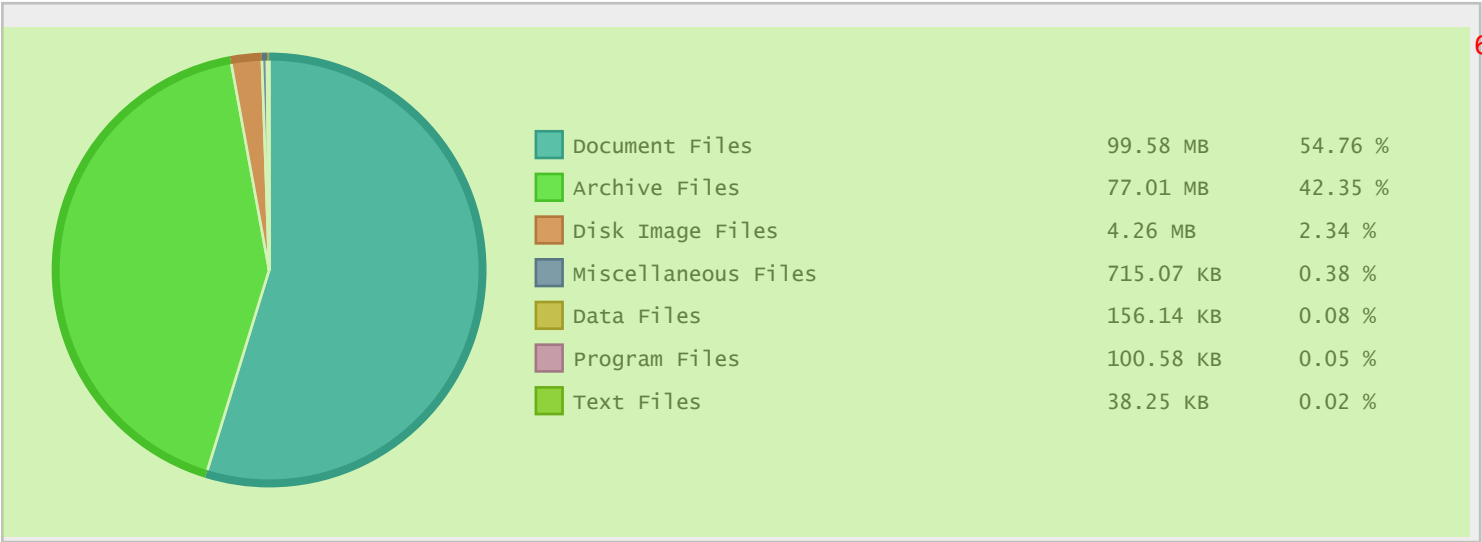 Document Files 99.58 MB 54.76 %
Archive Files 77.01 MB 42.35 %
Disk Image Files 4.26 MB 2.34 %
Miscellaneous Files 715.07 KB 0.38 %
Data Files 156.14 KB 0.08 %
Program Files 100.58 KB 0.05 %
Text Files 38.25 KB 0.02 %